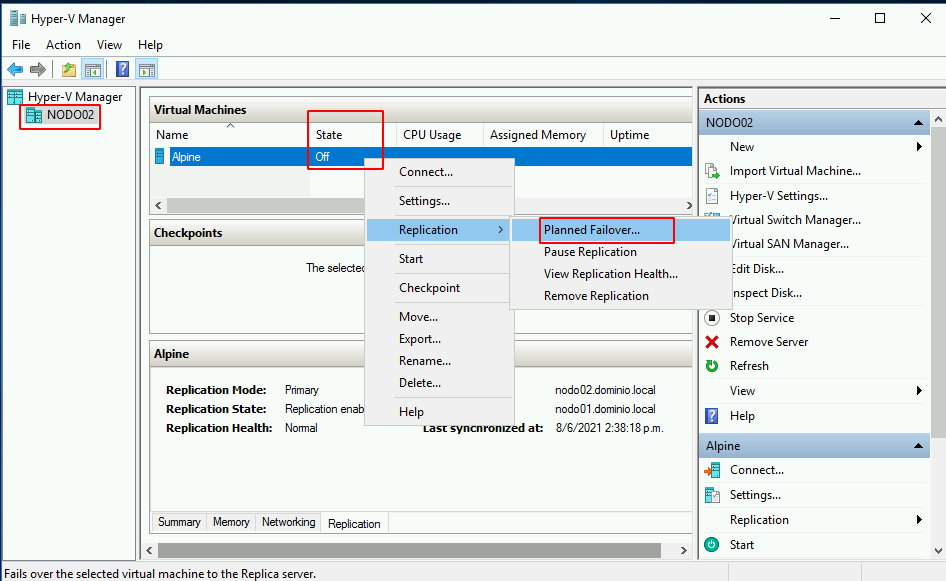 Hyper-V Manager
File Action View Help
Hyper-V Manager
NODO02
Virtual Machines
Name State CPU Usage Assigned Memory Uptime
Alpine Off
Connect...
Settings...
Replication
Start
Checkpoint
Move...
Export...
Rename...
Delete...
Help
Planned Failover...
Pause Replication
View Replication Health...
Remove Replication
Checkpoints
The selected
Alpine
Replication Mode: Primary nodo02.dominio.local
Replication State: Replication enab nodo01.dominio.local
Replication Health: Normal Last synchronized at: 8/6/2021 2:38:18 p.m.
Summary Memory Networking Replication
Actions
NODO02
New
Import Virtual Machine...
Hyper-V Settings...
Virtual Switch Manager...
Virtual SAN Manager...
Edit Disk...
nspect Disk...
Stop Service
Remove Server
Refresh
View
Help
Alpine
Connect...
Settings...
Replication
Start
Fails over the selected virtual machine to the Replica server.